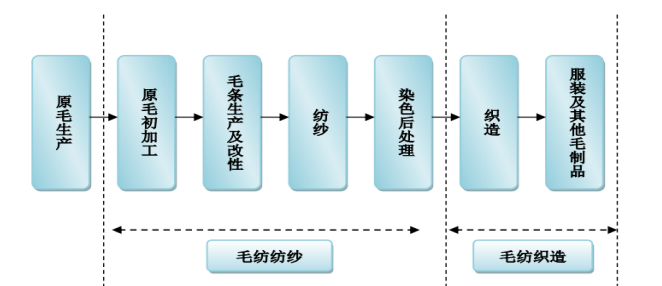 原毛生产
原毛初加工
毛条生产及改性
纺纱
染色后处理
织造
服装及其他毛制品
毛纺纺纱
毛纺织造